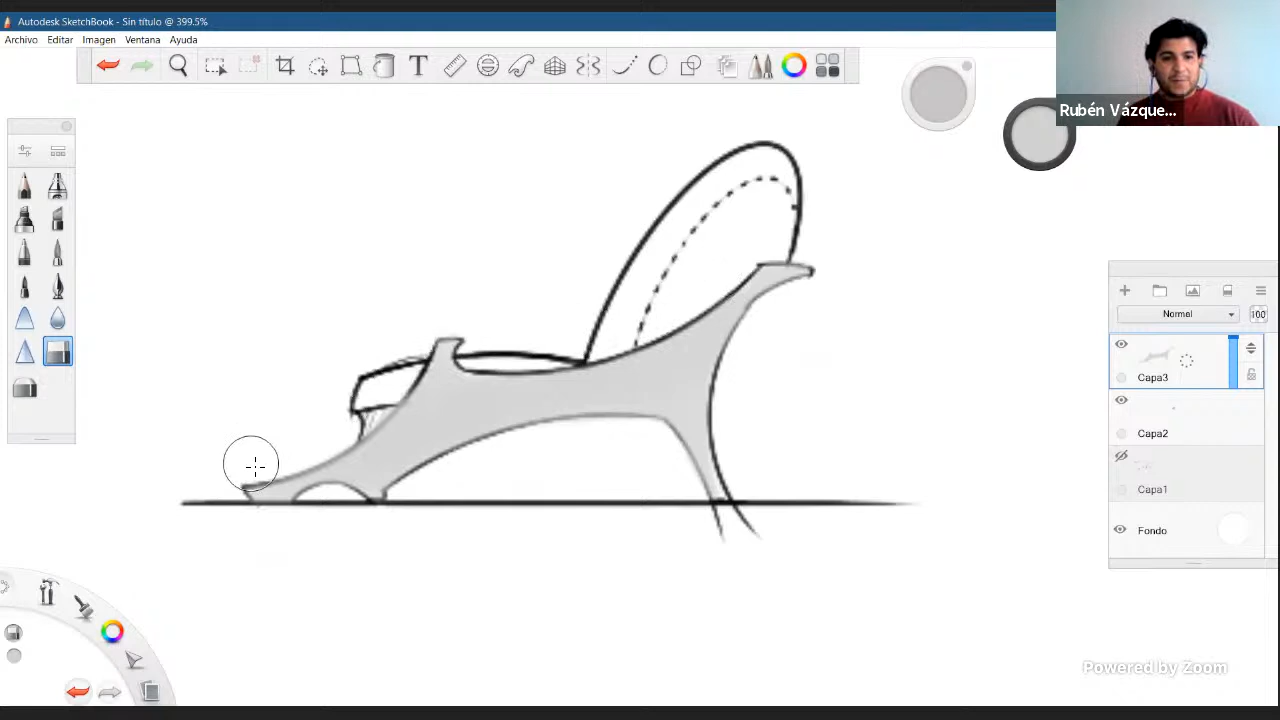 Autodesk SketchBook - Sin título @ 399.5%
Archivo Editar Imagen Ventana Ayuda
Rubén Vázque...
Normal
100
Capa3
Capa2
Capa1
Fondo
Powered by Zoom